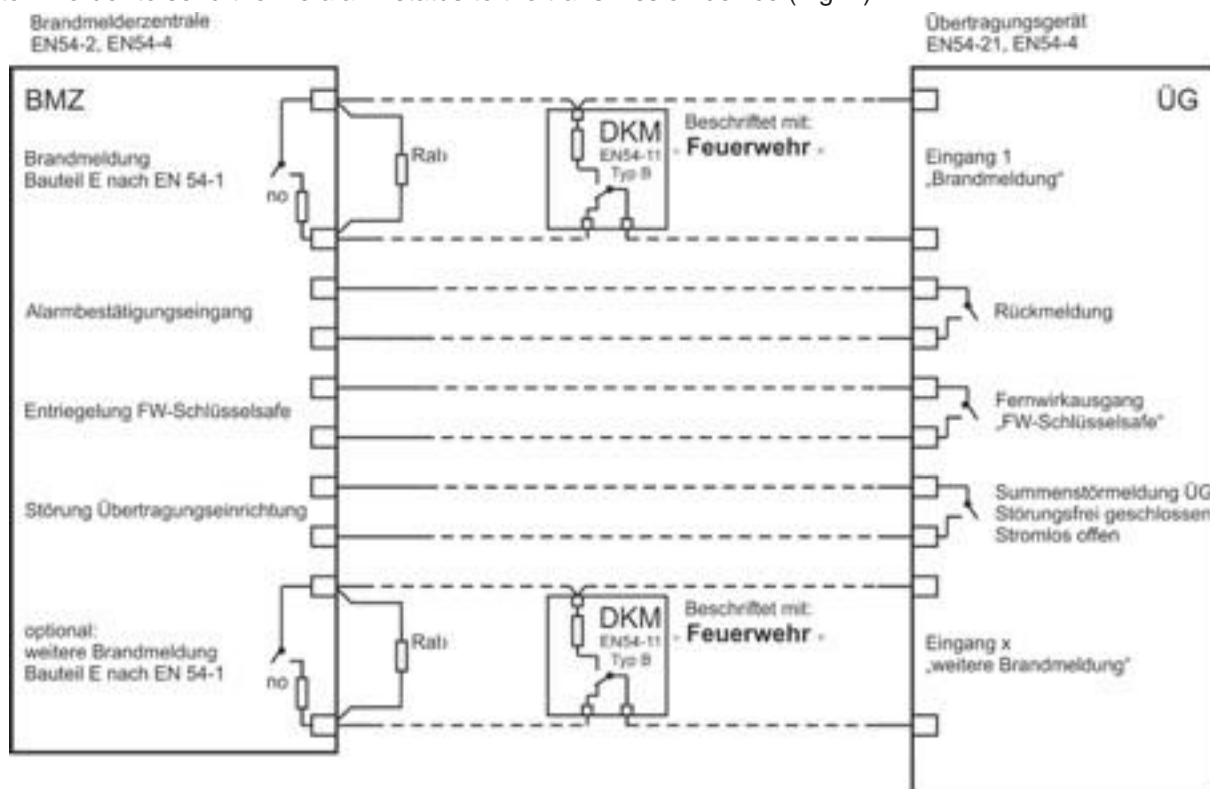 Brandmelderzentrale
EN54-2, EN54-4
Übertragungsgerät
EN54-21, EN54-4
BMZ
ÜG
Brandmeldung
Bauteil E nach EN 54-1
no
DKM
EN54-11
Typ B
Beschriftet mit:
- Feuerwehr -
Eingang 1
„Brandmeldung“
Alarmbestätigungseingang
Rückmeldung
Entriegelung FW-Schlüsselsafe
Fernwirkausgang
„FW-Schlüsselsafe“
Störung Übertragungseinrichtung
Summenstörmeldung ÜG
Störungsfrei geschlossen
Stromlos offen
optional:
weitere Brandmeldung
Bauteil E nach EN 54-1
no
DKM
EN54-11
Typ B
Beschriftet mit:
- Feuerwehr -
Eingang x
„weitere Brandmeldung“